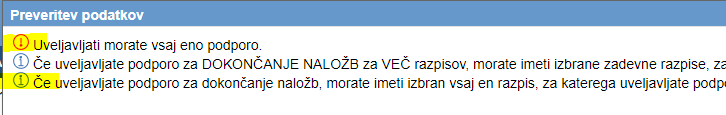 Preveritev podatkov
Uveljavljati morate vsaj eno podporo.
Če uveljavljate podporo za DOKONČANJE NALOŽB za VEČ razpisov, morate imeti izbrane zadevne razpise, za
Če uveljavljate podporo za dokončanje naložb, morate imeti izbran vsaj en razpis, za katerega uveljavljate podpo